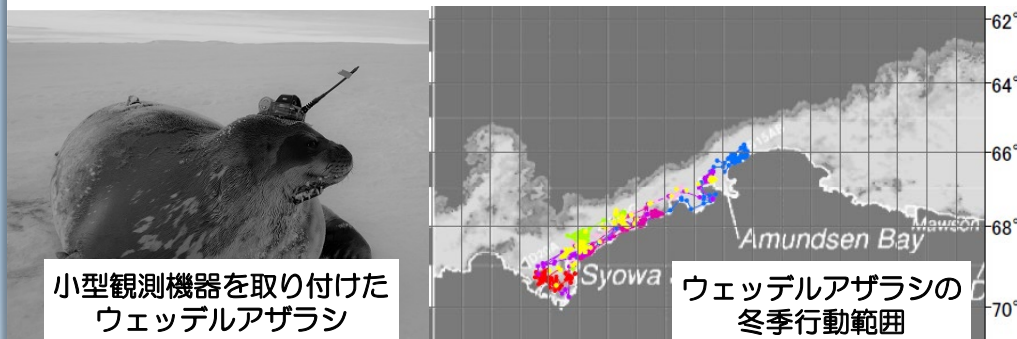 小型観測機器を取り付けた
ウェッデルアザラシ
62°
64°
66°
68°
70°
Amundsen Bay
Mawson
Syowa
ウェッデルアザラシの
冬季行動範囲